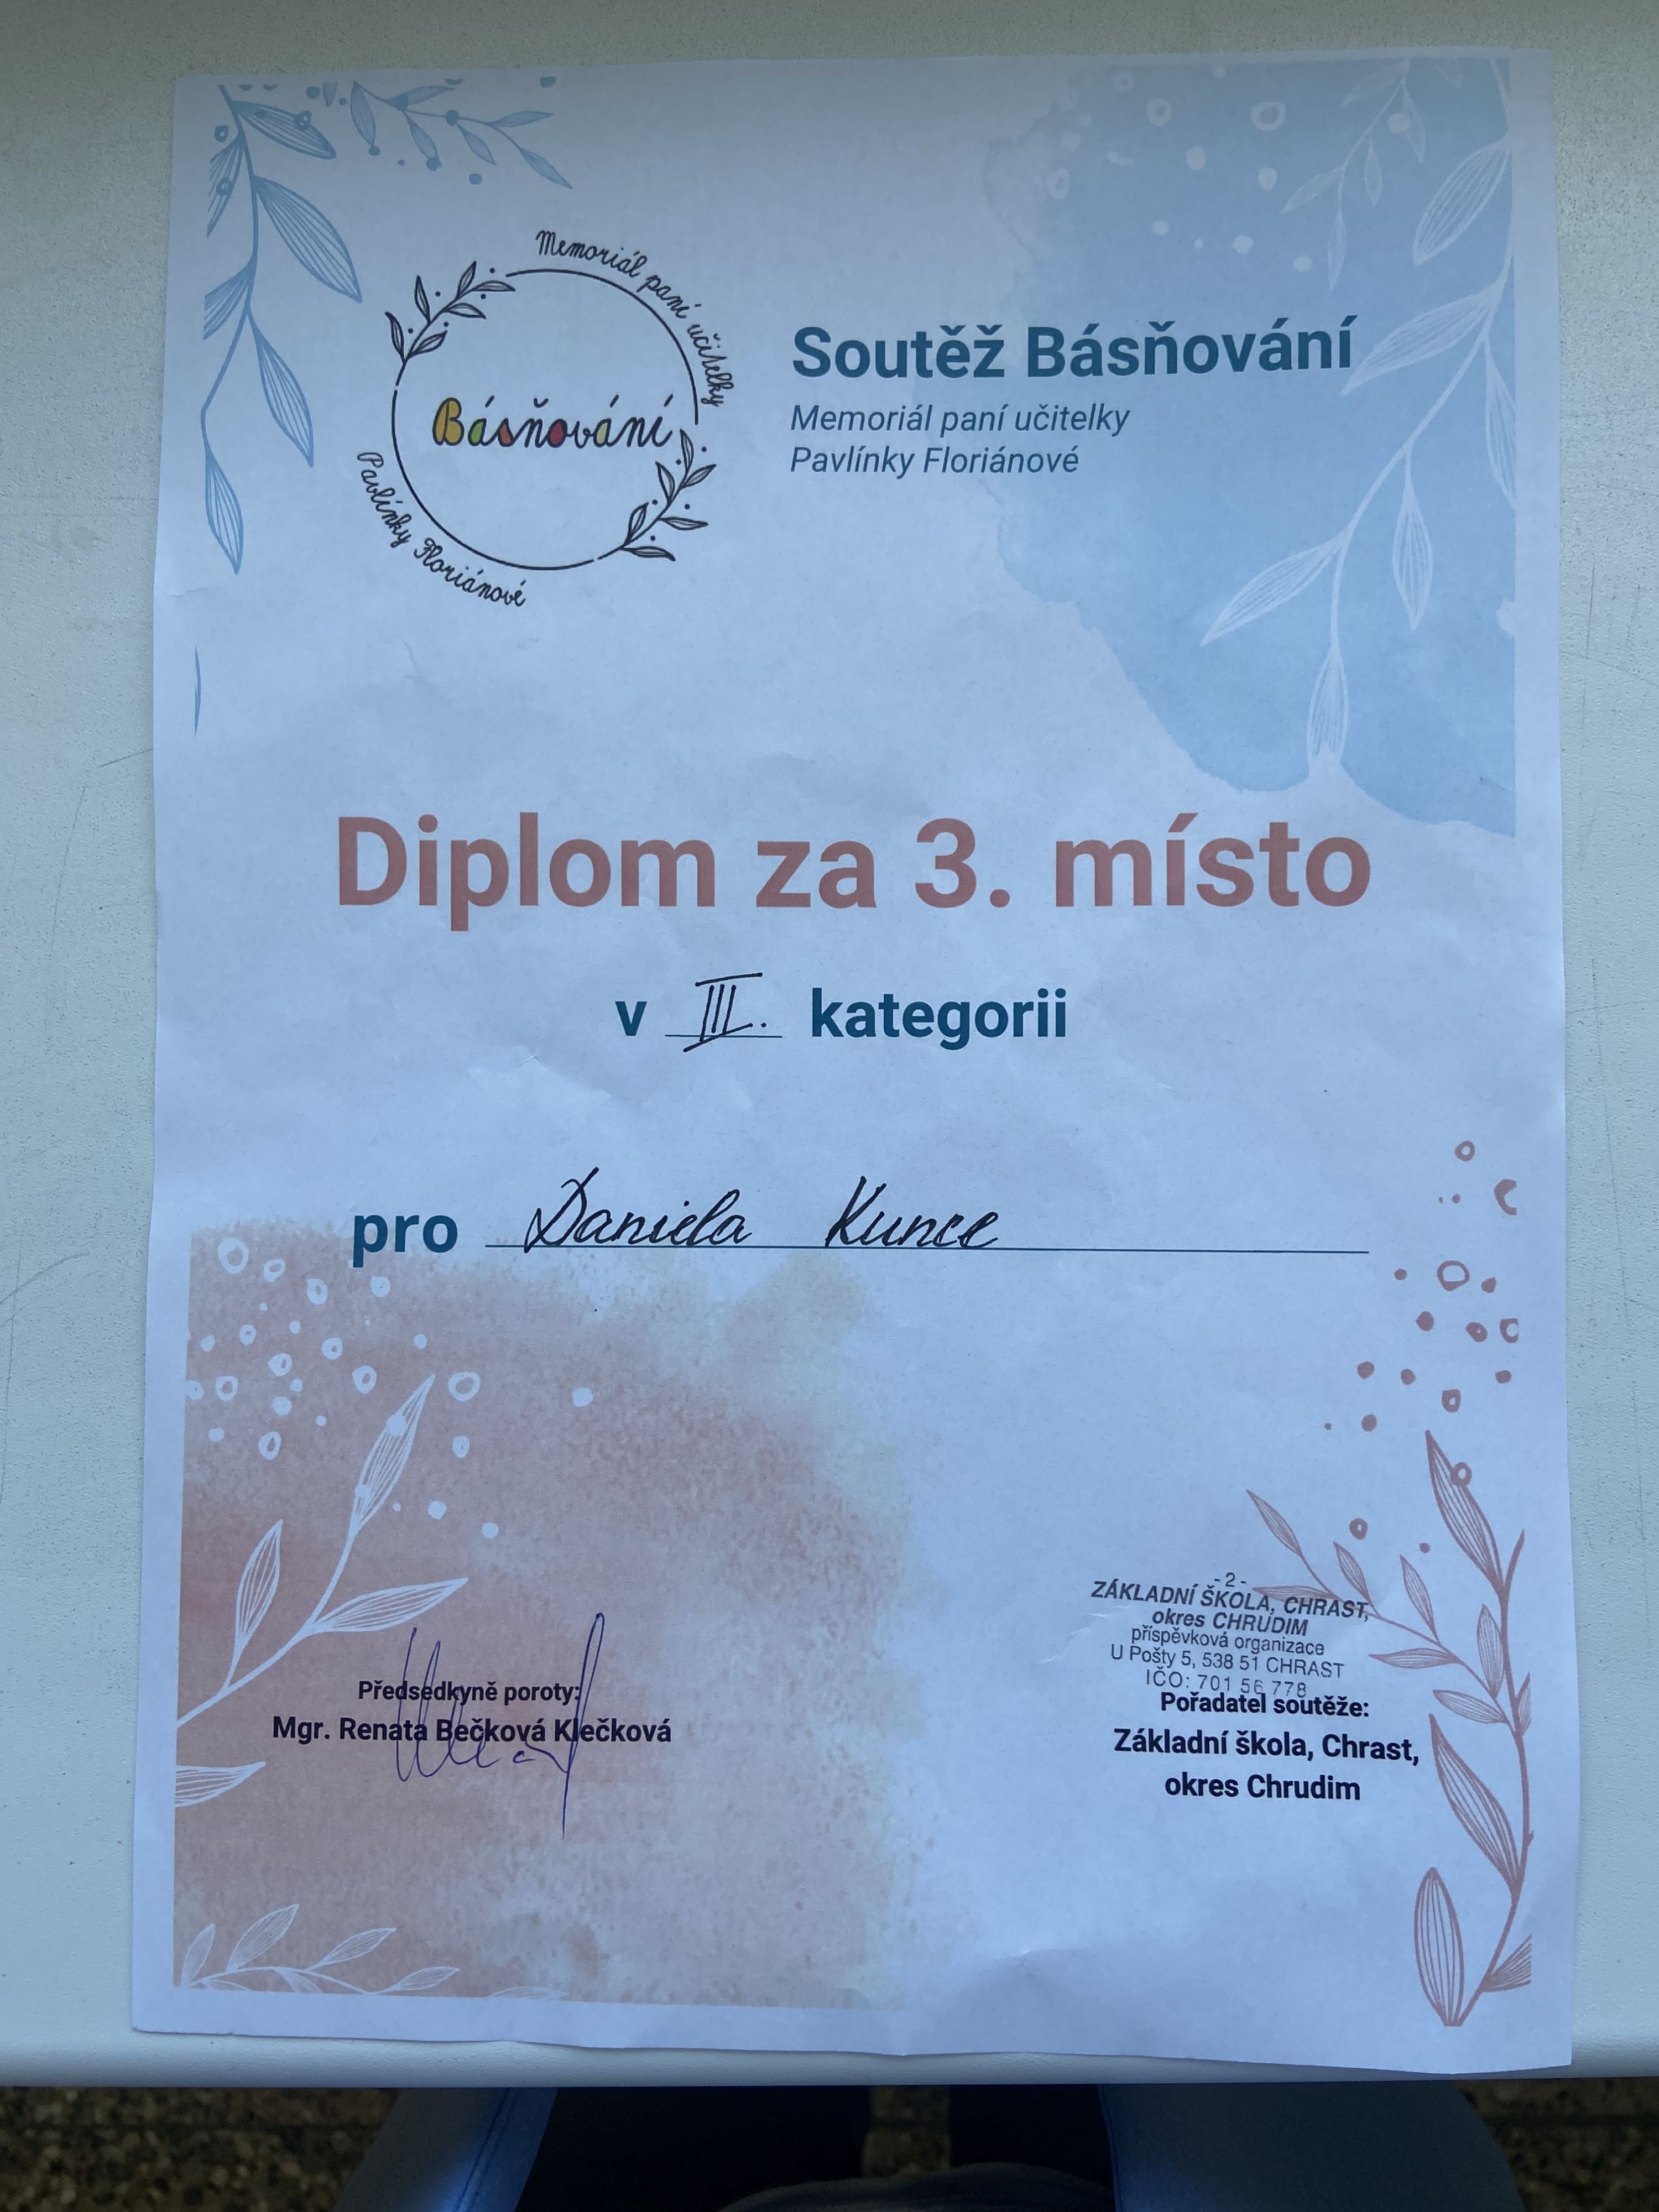 Memoriál paní učitelky
Básňování
Pavlínky Floriánové
Soutěž Básňování
Memoriál paní učitelky
Pavlínky Floriánové
Diplom za 3. místo
v III. kategorii
pro Daniela Kunce
Předsedkyně poroty:
Mgr. Renata Bečková Klečková
- 2 -
ZÁKLADNÍ ŠKOLA, CHRAST,
okres CHRUDIM
příspěvková organizace
U Pošty 5, 538 51 CHRAST
IČO: 701 56 778
Pořadatel soutěže:
Základní škola, Chrast,
okres Chrudim